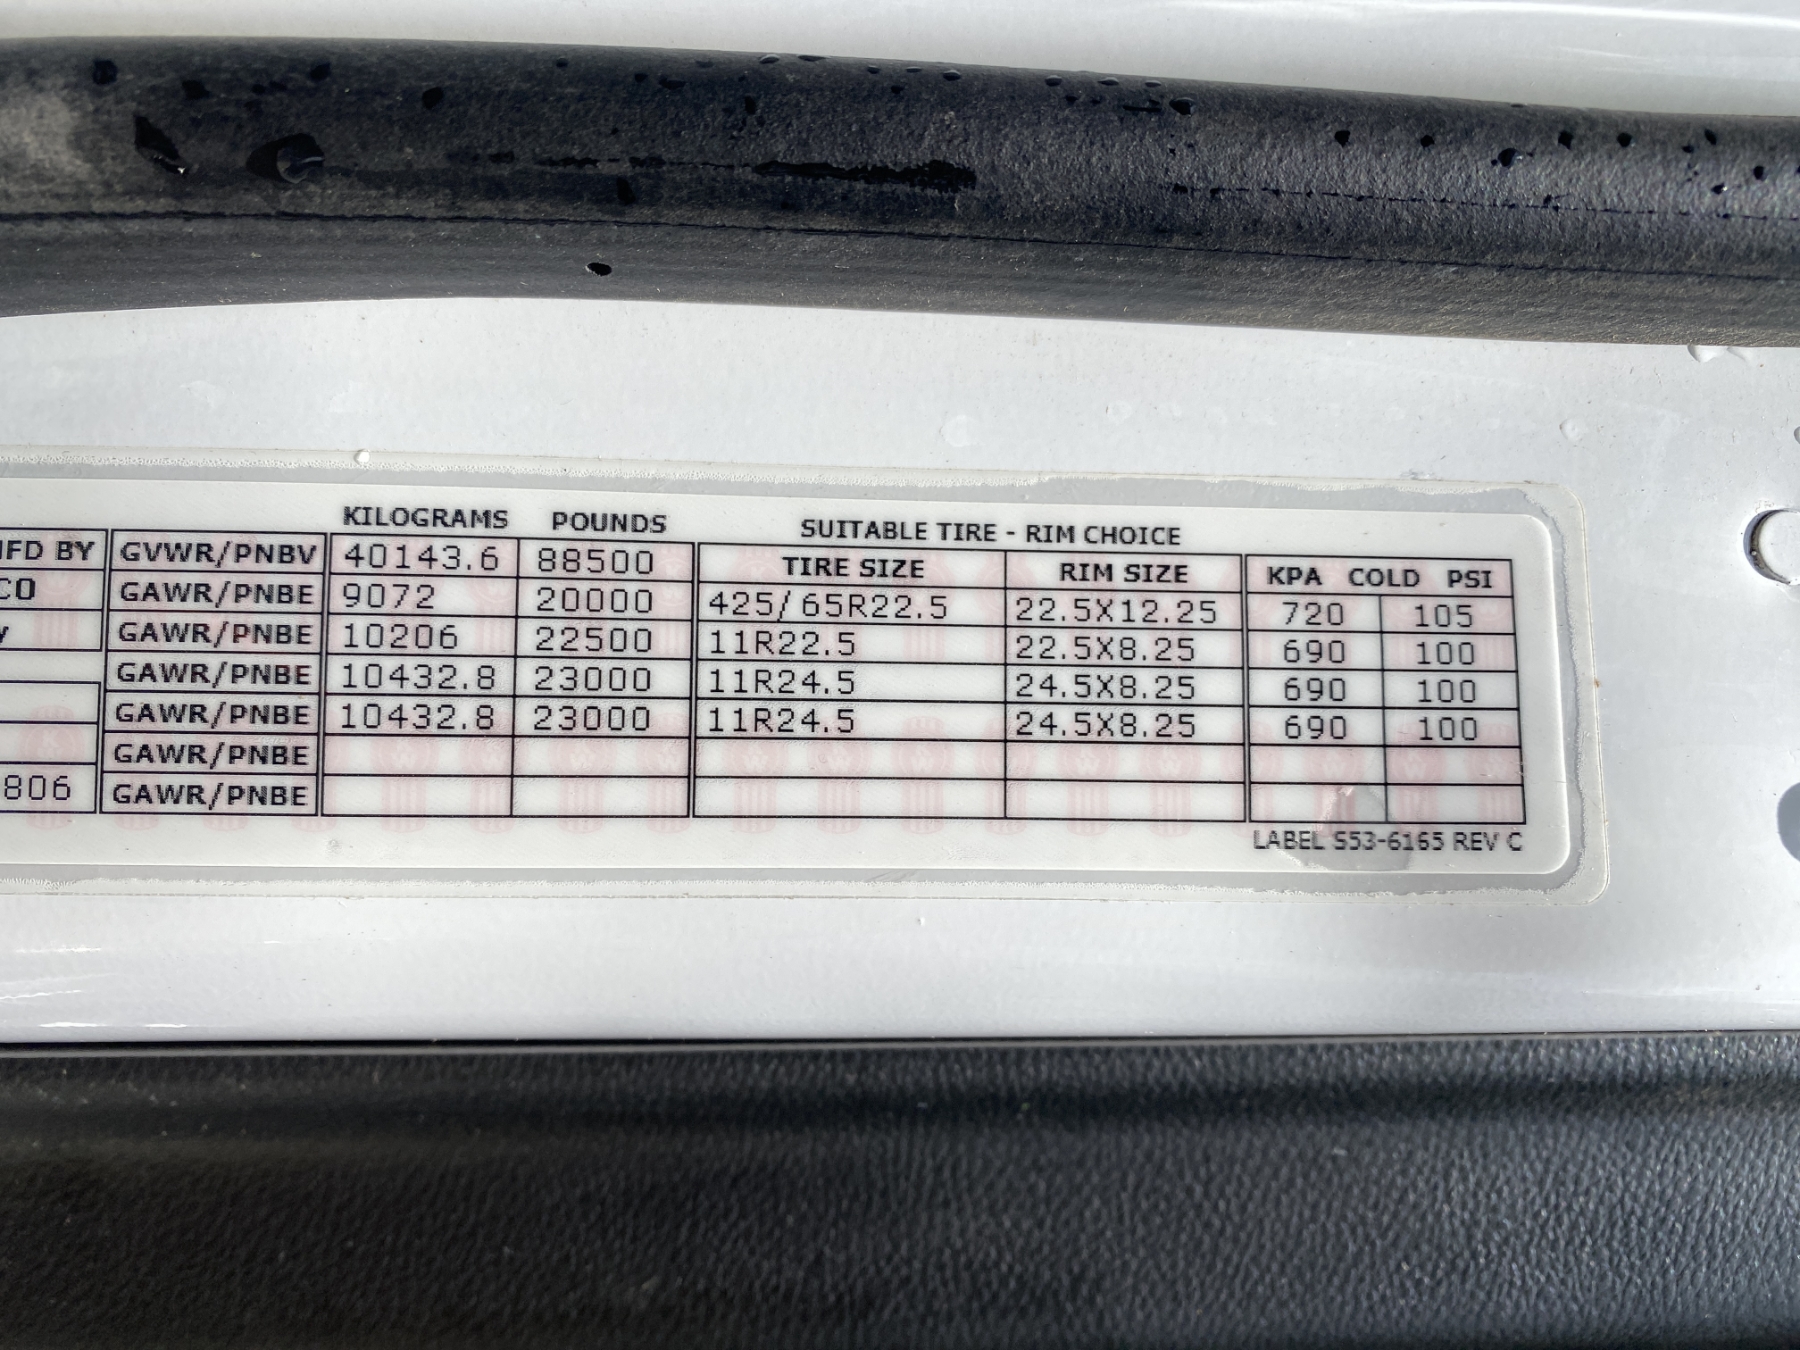 KILOGRAMS POUNDS SUITABLE TIRE - RIM CHOICE
BY GVWR/PNBV 40143.6 88500 TIRE SIZE RIM SIZE KPA COLD PSI
GAWR/PNBE 9072 20000 425/65R22.5 22.5X12.25 720 105
GAWR/PNBE 10206 22500 11R22.5 22.5X8.25 690 100
GAWR/PNBE 10432.8 23000 11R24.5 24.5X8.25 690 100
GAWR/PNBE 10432.8 23000 11R24.5 24.5X8.25 690 100
GAWR/PNBE
806 GAWR/PNBE
LABEL S53-6165 REV C